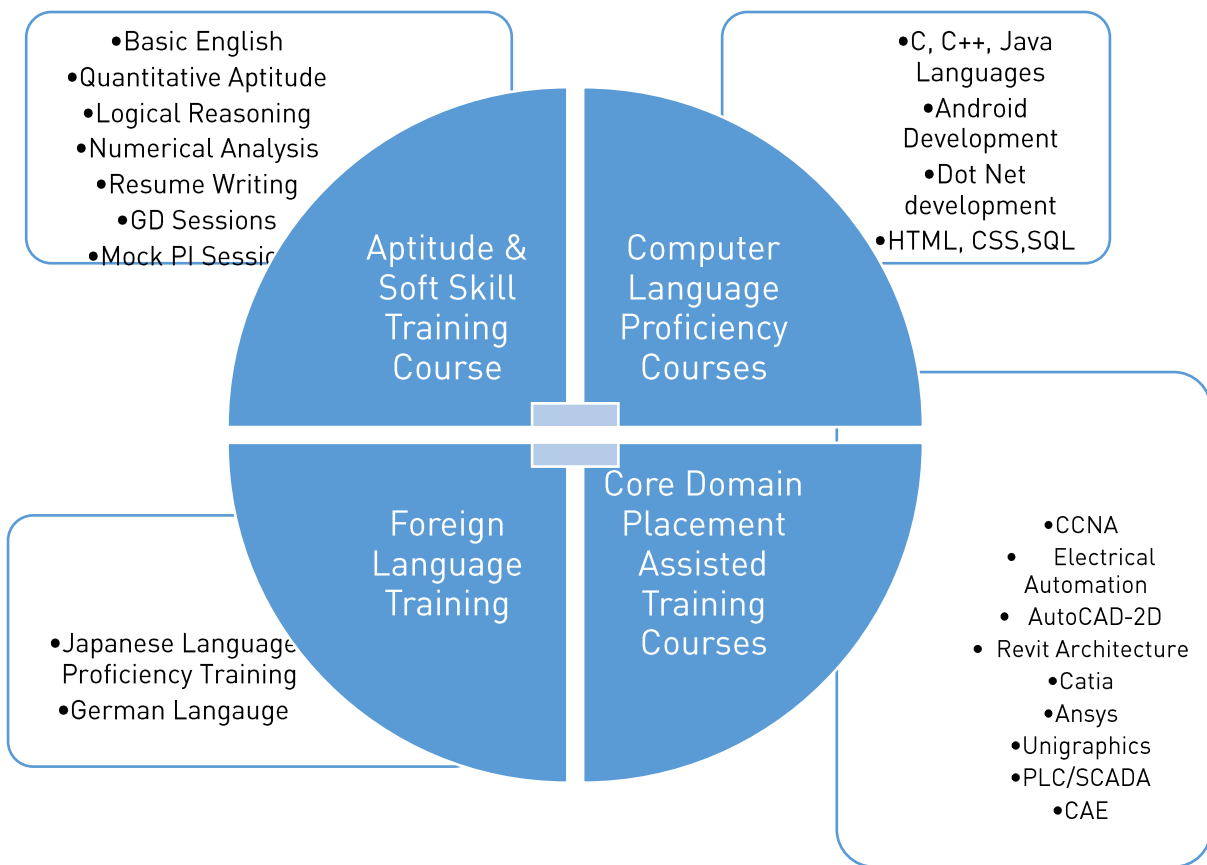 •Basic English
•Quantitative Aptitude
•Logical Reasoning
•Numerical Analysis
•Resume Writing
•GD Sessions
•Mock PI
Aptitude &
Soft Skill
Training
Course
•C, C++, Java
Languages
•Android
Development
•Dot Net
development
•HTML, CSS,SQL
Computer
Language
Proficiency
Courses
Foreign
Language
Training
•Japanese Language
Proficiency Training
•German Langauge
Core Domain
Placement
Assisted
Training
Courses
•CCNA
• Electrical
Automation
• AutoCAD-2D
• Revit Architecture
•Catia
•Ansys
•Unigraphics
•PLC/SCADA
•CAE